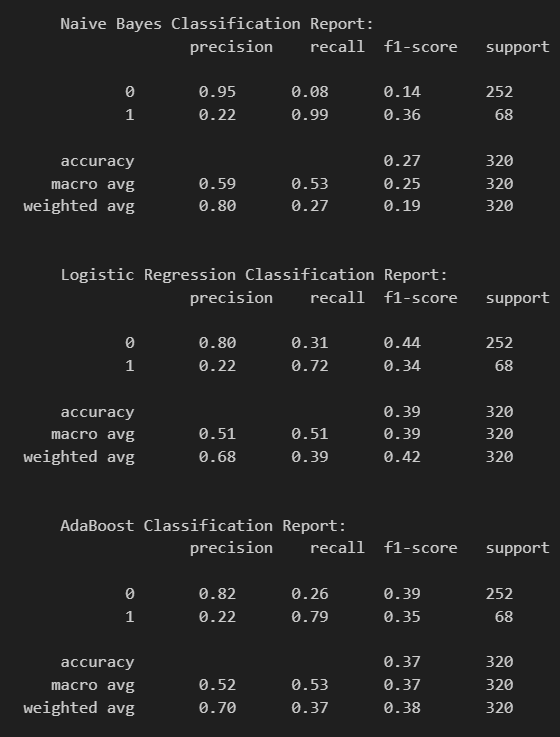 Naive Bayes Classification Report:
precision recall f1-score support
0 0.95 0.08 0.14 252
1 0.22 0.99 0.36 68
accuracy 0.27 320
macro avg 0.59 0.53 0.25 320
weighted avg 0.80 0.27 0.19 320
Logistic Regression Classification Report:
precision recall f1-score support
0 0.80 0.31 0.44 252
1 0.22 0.72 0.34 68
accuracy 0.39 320
macro avg 0.51 0.51 0.39 320
weighted avg 0.68 0.39 0.42 320
AdaBoost Classification Report:
precision recall f1-score support
0 0.82 0.26 0.39 252
1 0.22 0.79 0.35 68
accuracy 0.37 320
macro avg 0.52 0.53 0.37 320
weighted avg 0.70 0.37 0.38 320